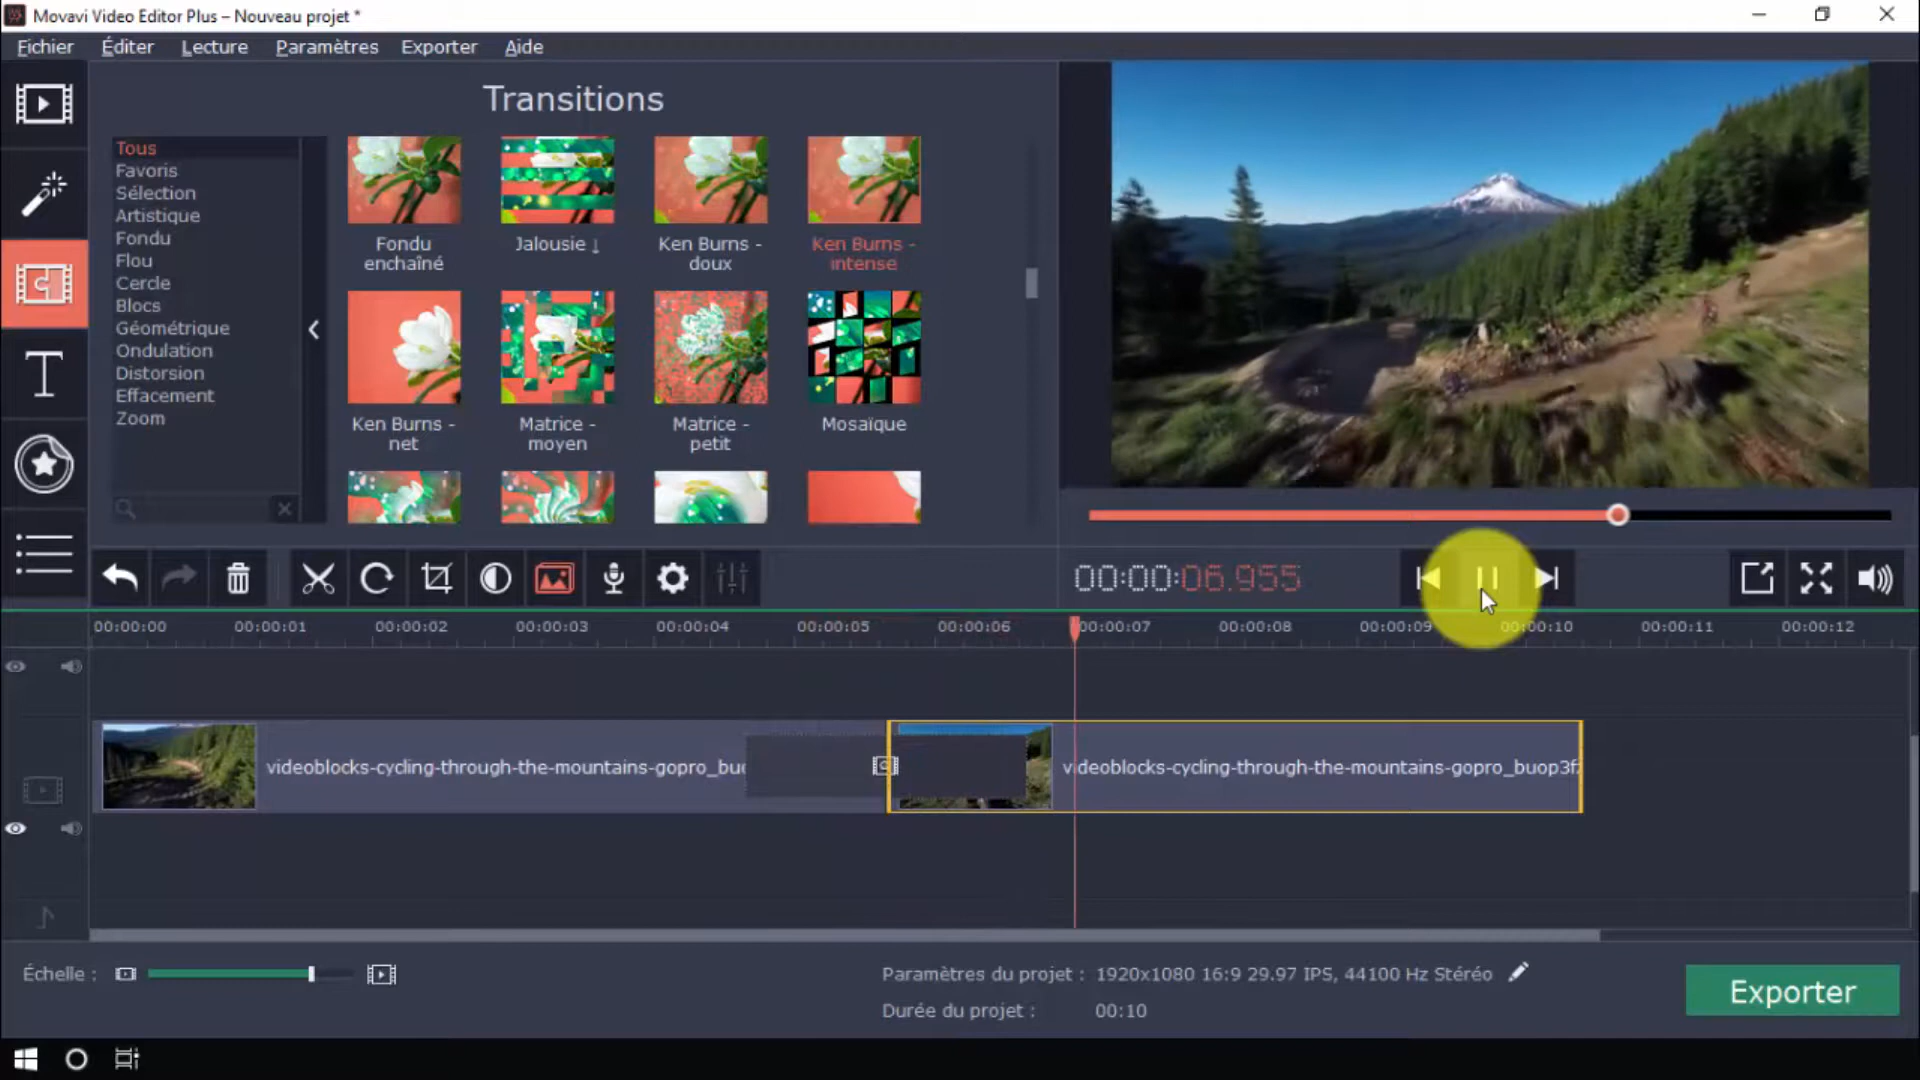 Movavi Video Editor Plus – Nouveau projet *
Fichier Éditer Lecture Paramètres Exporter Aide
Transitions
Tous
Favoris
Sélection
Artistique
Fondu
Flou
Cercle
Blocs
Géométrique
Ondulation
Distorsion
Effacement
Zoom
Fondu
enchaîné
Jalousie ↓
Ken Burns -
doux
Ken Burns -
intense
Ken Burns -
net
Matrice -
moyen
Matrice -
petit
Mosaïque
00:00:06.955
00:00:00 00:00:01 00:00:02 00:00:03 00:00:04 00:00:05 00:00:06 00:00:07 00:00:08 00:00:09 00:00:10 00:00:11 00:00:12
videoblocks-cycling-through-the-mountains-gopro_buo
videoblocks-cycling-through-the-mountains-gopro_buop3f
Échelle :
Paramètres du projet : 1920x1080 16:9 29.97 IPS, 44100 Hz Stéréo
Durée du projet : 00:10
Exporter